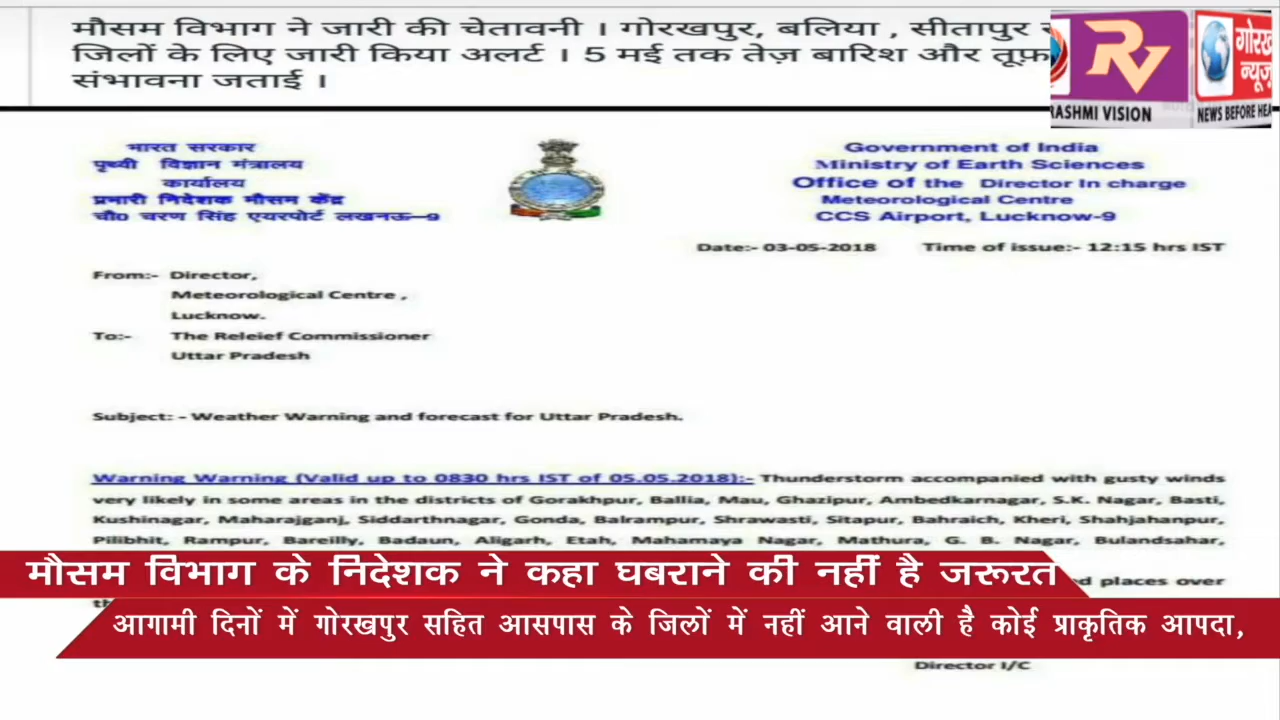 मौसम विभाग ने जारी की चेतावनी । गोरखपुर, बलिया , सीतापुर
जिलों के लिए जारी किया अलर्ट । 5 मई तक तेज़ बारिश और
संभावना जताई ।
RV
RASHMI VISION
गोरख
न्यूज़
NEWS BEFORE
भारत सरकार
पृथ्वी विज्ञान मंत्रालय
कार्यालय
प्रभारी निदेशक मौसम केंद्र
चौ0 चरण सिंह एयरपोर्ट लखनऊ–9
Government of India
Ministry of Earth Sciences
Office of the Director In charge
Meteorological Centre
CCS Airport, Lucknow-9
Date:- 03-05-2018 Time of issue:- 12:15 hrs IST
From:- Director,
Meteorological Centre ,
Lucknow.
To:- The Releief Commissioner
Uttar Pradesh
Subject: - Weather Warning and forecast for Uttar Pradesh.
Warning Warning (Valid up to 0830 hrs IST of 05.05.2018):- Thunderstorm accompanied with gusty winds
very likely in some areas in the districts of Gorakhpur, Ballia, Mau, Ghazipur, Ambedkarnagar, S.K. Nagar, Basti,
Kushinagar, Maharajganj, Siddarthnagar, Gonda, Balrampur, Shrawasti, Sitapur, Bahraich, Kheri, Shahjahanpur,
Pilibhit, Rampur, Bareilly, Badaun, Aligarh, Etah, Mahamaya Nagar, Mathura, G. B. Nagar, Bulandsahar,
places over
मौसम विभाग के निदेशक ने कहा घबराने की नहीं है जरूरत
आगामी दिनों में गोरखपुर सहित आसपास के जिलों में नहीं आने वाली है कोई प्राकृतिक आपदा,
Director I/C